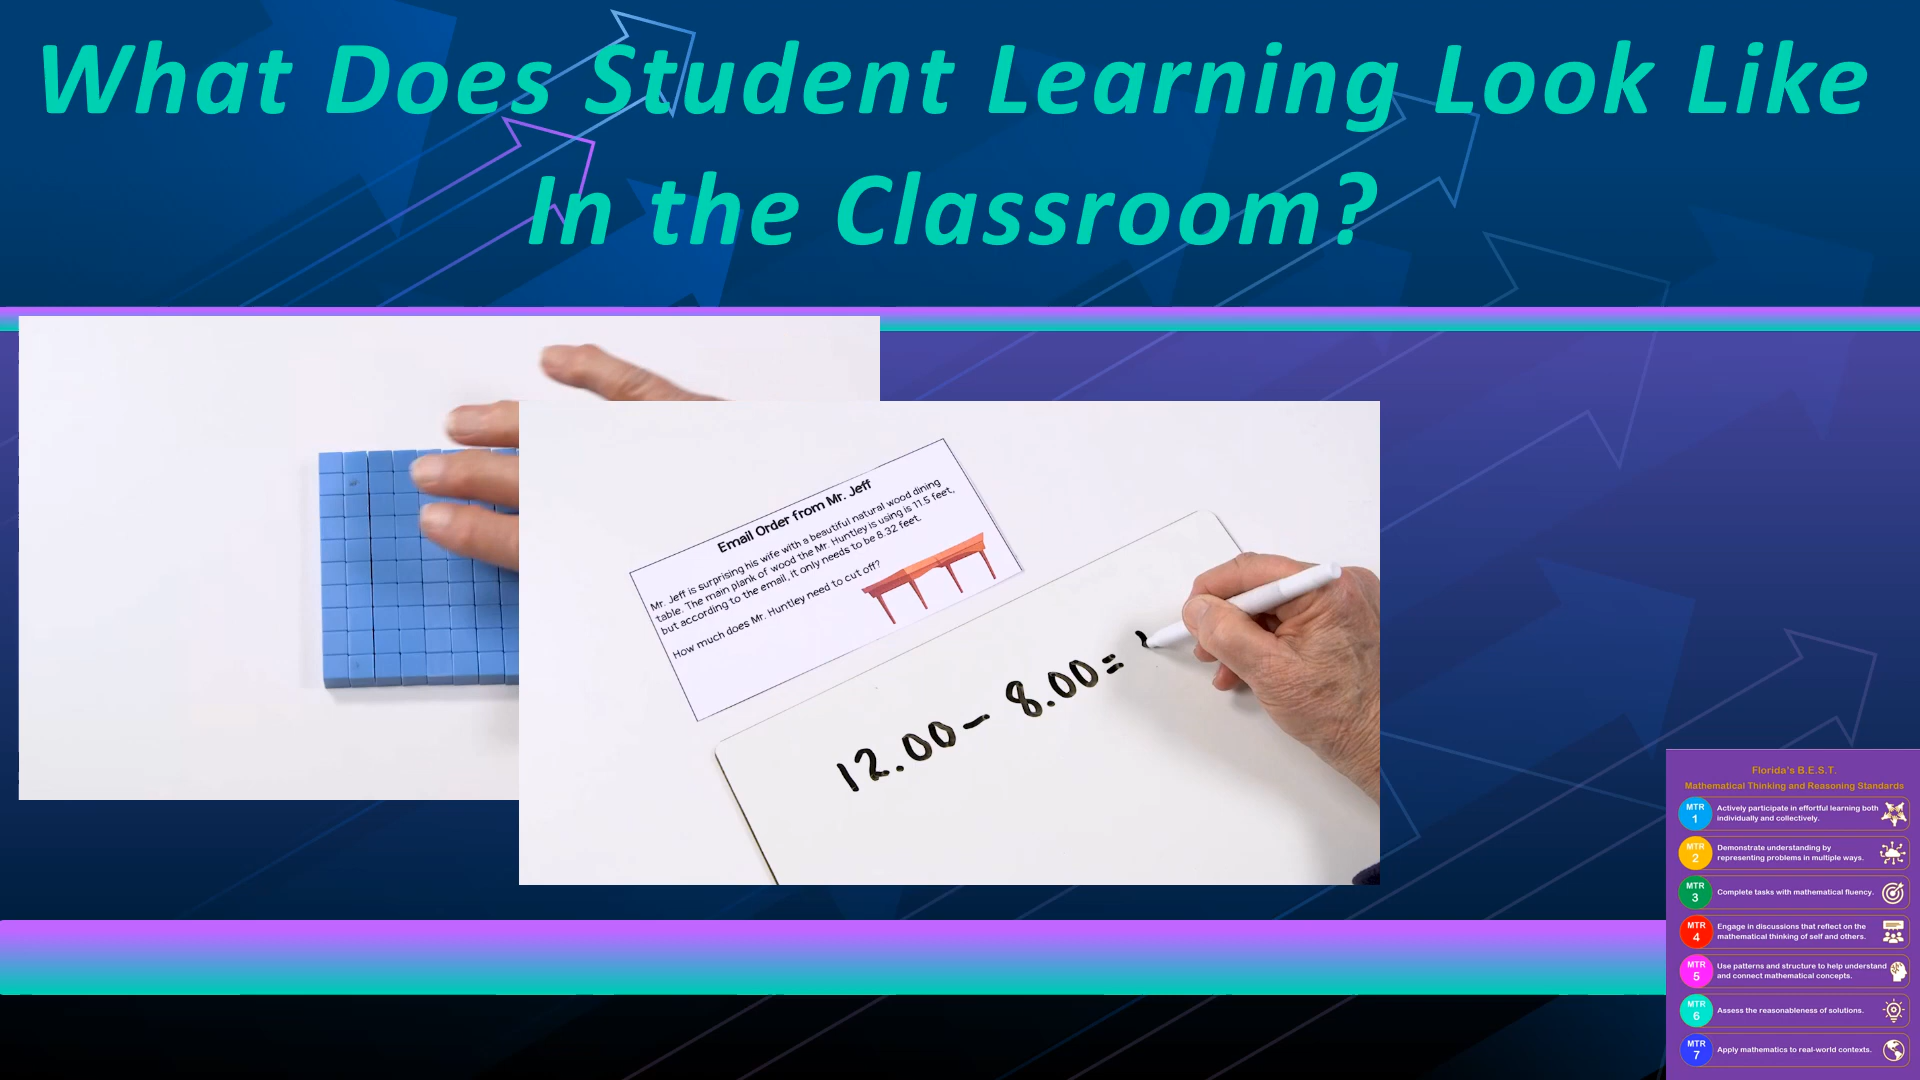 What Does Student Learning Look Like
In the Classroom?
Email Order from Mr. Jeff
Mr. Jeff is surprising his wife with a beautiful natural wood dining
table. The main plank of wood the Mr. Huntley is using is 11.5 feet,
but according to the email, it only needs to be 8.32 feet.
How much does Mr. Huntley need to cut off?
12.00 - 8.00 =
Florida's B.E.S.T.
Mathematical Thinking and Reasoning Standards
MTR
1
Actively participate in effortful learning both
individually and collectively.
MTR
2
Demonstrate understanding by
representing problems in multiple ways.
MTR
3
Complete tasks with mathematical fluency.
MTR
4
Engage in discussions that reflect on the
mathematical thinking of self and others.
MTR
5
Use patterns and structure to help understand
and connect mathematical concepts.
MTR
6
Assess the reasonableness of solutions.
MTR
7
Apply mathematics to real-world contexts.